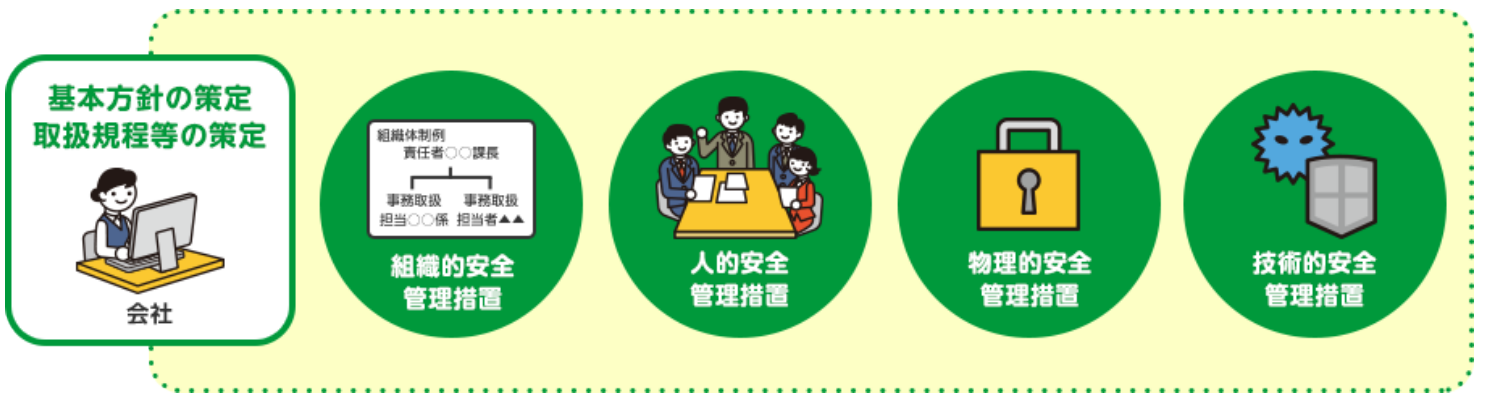 基本方針の策定
取扱規程等の策定
会社
組織体制例
責任者○○課長
事務取扱 事務取扱
担当○○係 担当者▲▲
組織的安全
管理措置
人的安全
管理措置
物理的安全
管理措置
技術的安全
管理措置